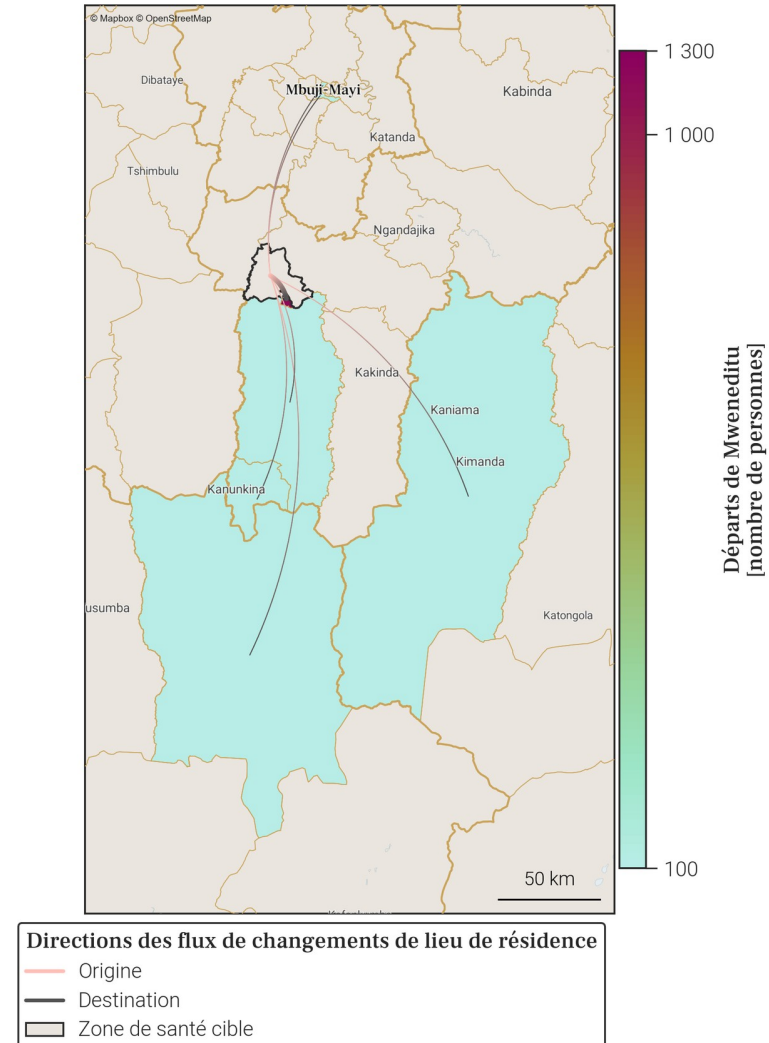 © Mapbox © OpenStreetMap
Dibataye
Mbuji-Mayi
Kabinda
Katanda
Tshimbulu
Ngandajika
Kakinda
Kaniama
Kimanda
Kanunkina
usumba
Katongola
50 km
1 300
1 000
100
Départs de Mweneditu
[nombre de personnes]
Directions des flux de changements de lieu de résidence
Origine
Destination
Zone de santé cible